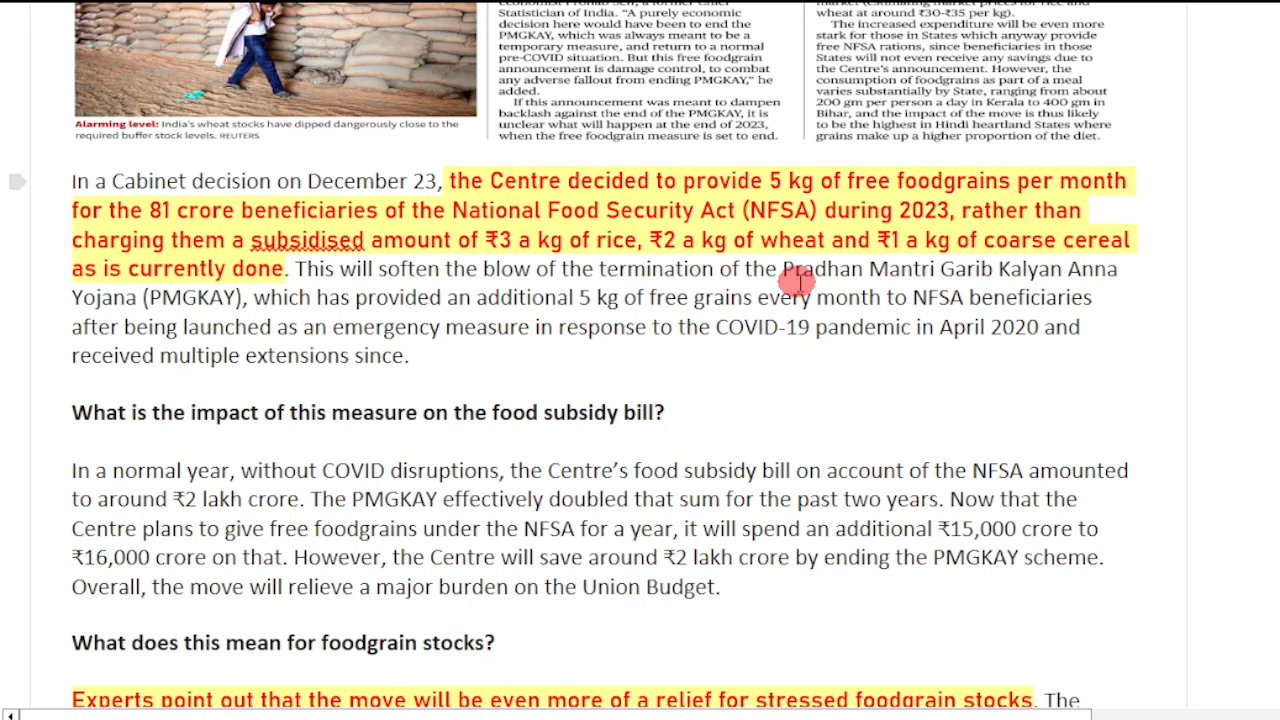 Alarming level: India's wheat stocks have dipped dangerously close to the
required buffer stock levels. REUTERS
Statistician of India. “A purely economic
decision here would have been to end the
PMGKAY, which was always meant to be a
temporary measure, and return to a normal
pre-COVID situation. But this free foodgrain
announcement is damage control, to combat
any adverse fallout from ending PMGKAY,” he
added.
If this announcement was meant to dampen
backlash against the end of the PMGKAY, it is
unclear what will happen at the end of 2023,
when the free foodgrain measure is set to end.
wheat at around ₹30-₹35 per kg).
The increased expenditure will be even more
stark for those in States which anyway provide
free NFSA rations, since beneficiaries in those
States will not even receive any savings due to
the Centre's announcement. However, the
consumption of foodgrains as part of a meal
varies substantially by State, ranging from about
200 gm per person a day in Kerala to 400 gm in
Bihar, and the impact of the move is thus likely
to be the highest in Hindi heartland States where
grains make up a higher proportion of the diet.
In a Cabinet decision on December 23, the Centre decided to provide 5 kg of free foodgrains per month
for the 81 crore beneficiaries of the National Food Security Act (NFSA) during 2023, rather than
charging them a subsidised amount of ₹3 a kg of rice, ₹2 a kg of wheat and ₹1 a kg of coarse cereal
as is currently done. This will soften the blow of the termination of the Pradhan Mantri Garib Kalyan Anna
Yojana (PMGKAY), which has provided an additional 5 kg of free grains every month to NFSA beneficiaries
after being launched as an emergency measure in response to the COVID-19 pandemic in April 2020 and
received multiple extensions since.
What is the impact of this measure on the food subsidy bill?
In a normal year, without COVID disruptions, the Centre’s food subsidy bill on account of the NFSA amounted
to around ₹2 lakh crore. The PMGKAY effectively doubled that sum for the past two years. Now that the
Centre plans to give free foodgrains under the NFSA for a year, it will spend an additional ₹15,000 crore to
₹16,000 crore on that. However, the Centre will save around ₹2 lakh crore by ending the PMGKAY scheme.
Overall, the move will relieve a major burden on the Union Budget.
What does this mean for foodgrain stocks?
Experts point out that the move will be even more of a relief for stressed foodgrain stocks. The